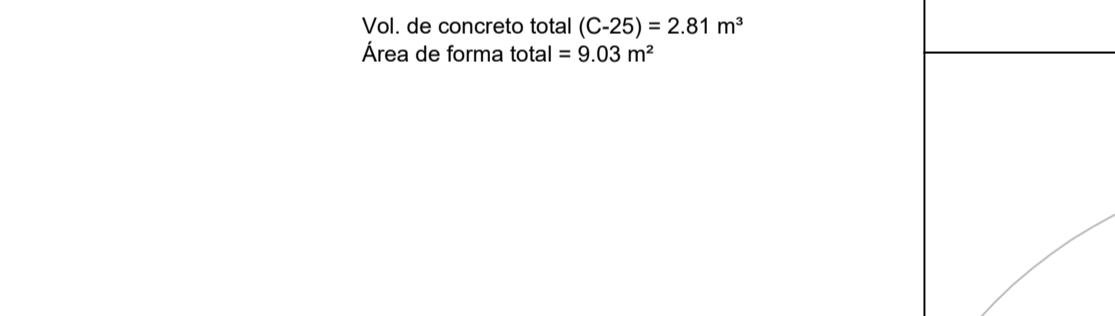 Vol. de concreto total (C-25) = 2.81 m³
Área de forma total = 9.03 m²